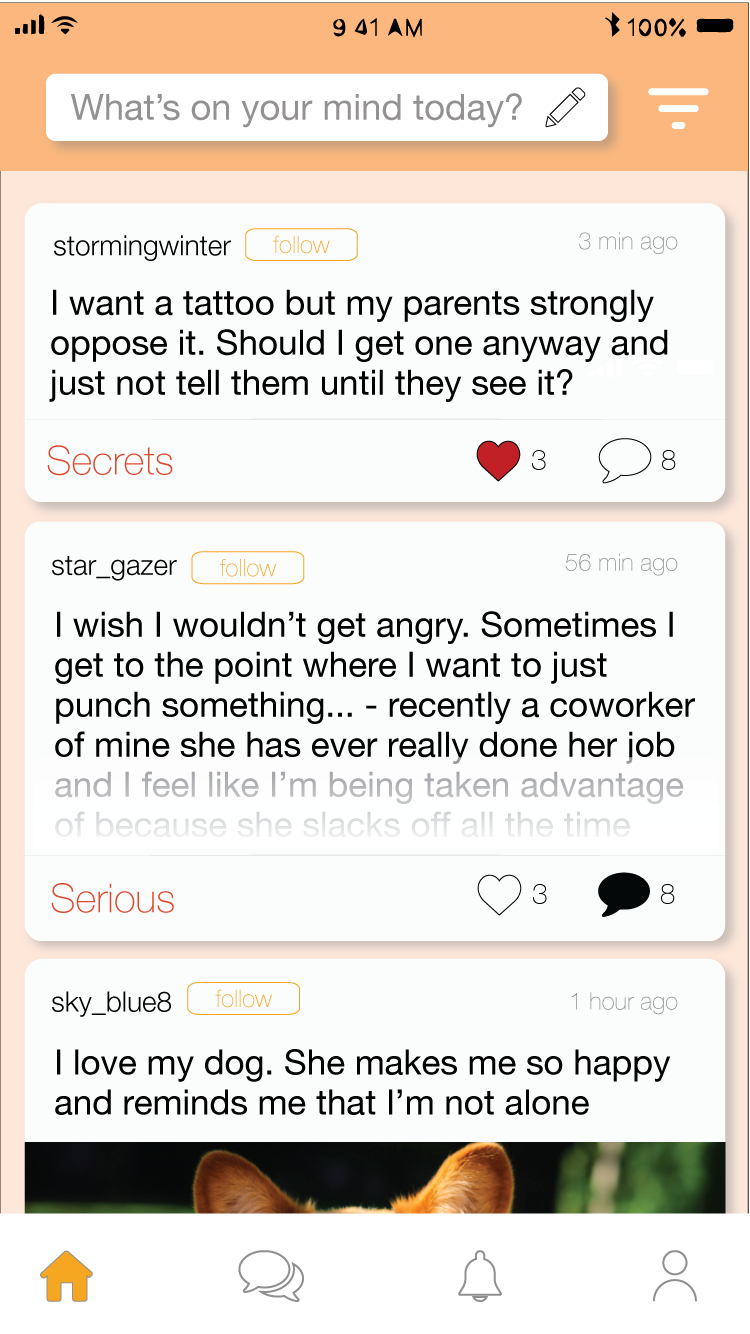 9 41 AM
100%
What's on your mind today?
stormingwinter
follow
3 min ago
I want a tattoo but my parents strongly
oppose it. Should I get one anyway and
just not tell them until they see it?
Secrets
3
8
star_gazer
follow
56 min ago
I wish I wouldn't get angry. Sometimes I
get to the point where I want to just
punch something... - recently a coworker
of mine she has ever really done her job
and I feel like I'm being taken advantage
of because she slacks off all the time
Serious
3
8
sky_blue8
follow
1 hour ago
I love my dog. She makes me so happy
and reminds me that I'm not alone